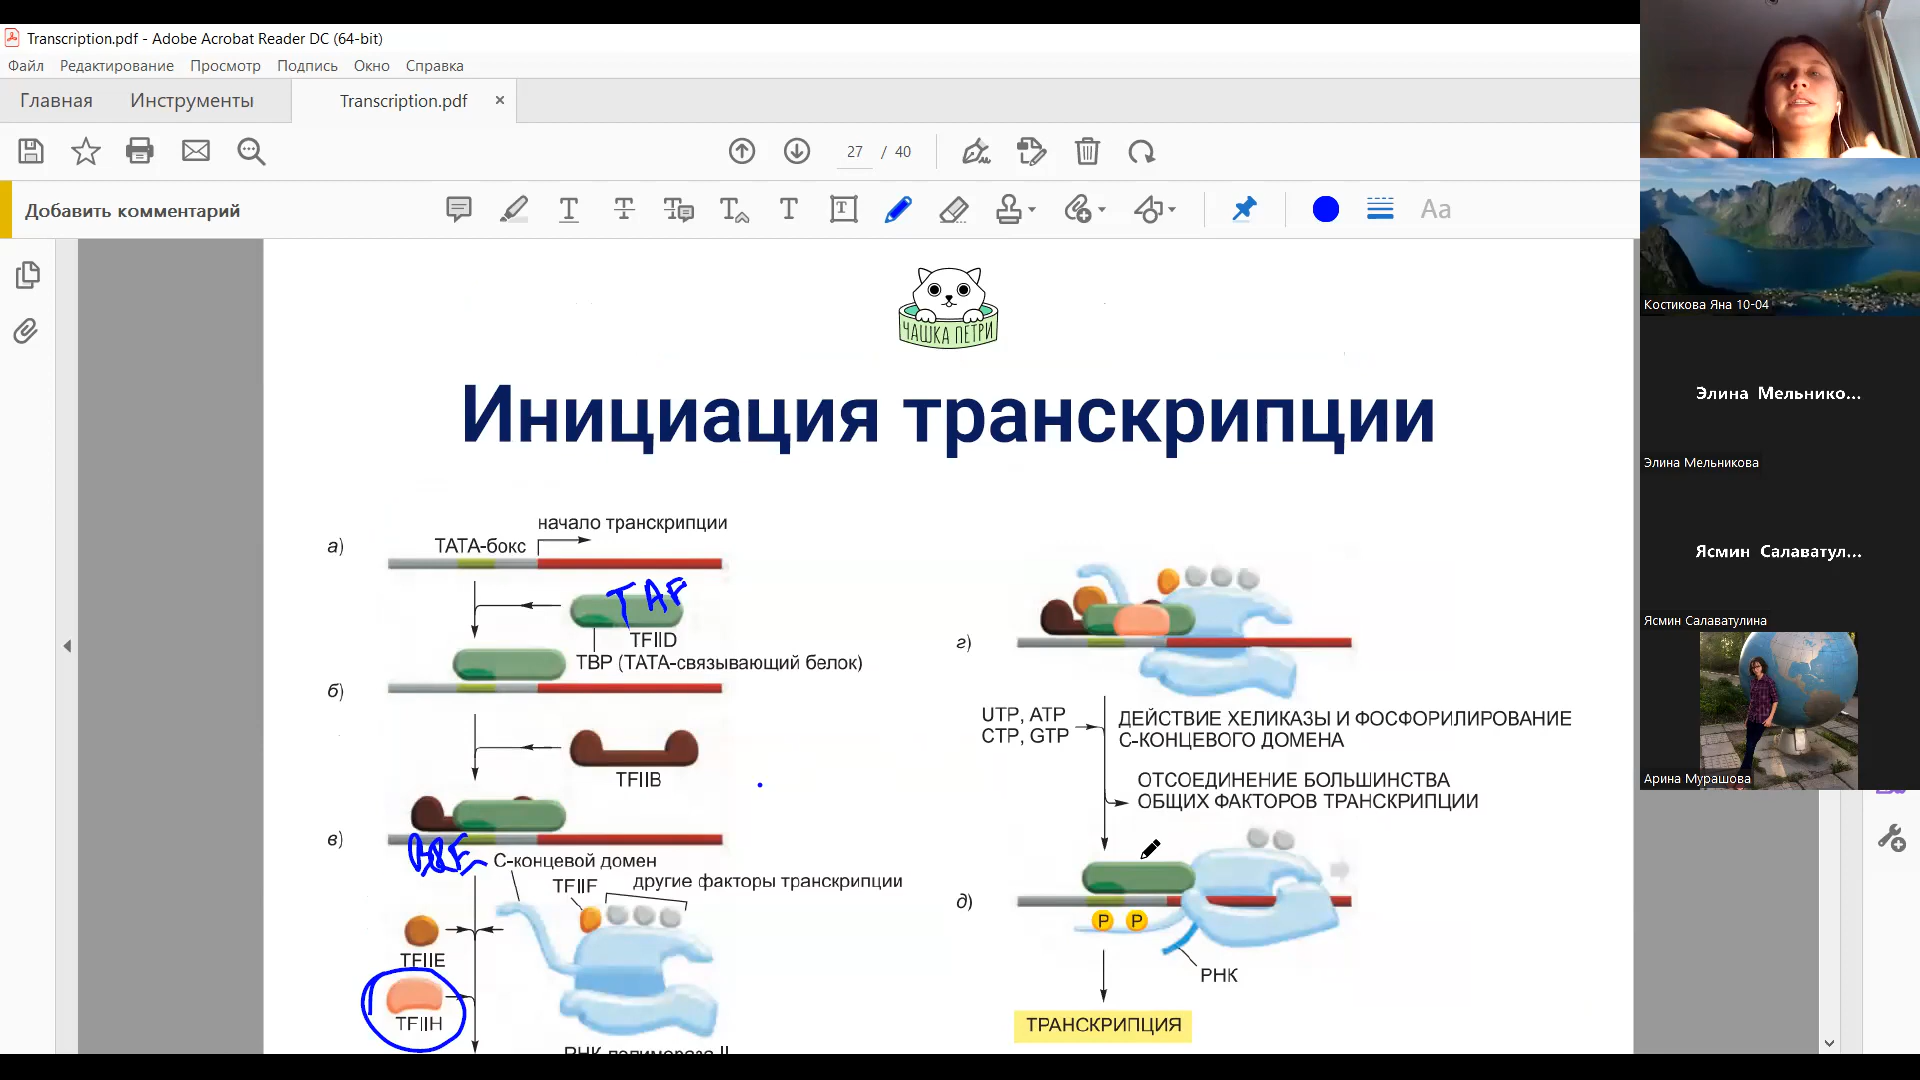 Transcription.pdf - Adobe Acrobat Reader DC (64-bit)
Файл Редактирование Просмотр Подпись Окно Справка
Главная Инструменты Transcription.pdf ×
27 / 40
Добавить комментарий
Aa
ЧАШКА ПЕТРИ
Инициация транскрипции
а)
ТАТА-бокс
начало транскрипции
TAF
TFIID
ТВР (ТАТА-связывающий белок)
б)
TFIIB
в)
BRE
С-концевой домен
TFIIF
другие факторы транскрипции
TFIIE
TFIIH
РНК полимераза II
г)
UTP, ATP
CTP, GTP
ДЕЙСТВИЕ ХЕЛИКАЗЫ И ФОСФОРИЛИРОВАНИЕ
С-КОНЦЕВОГО ДОМЕНА
ОТСОЕДИНЕНИЕ БОЛЬШИНСТВА
ОБЩИХ ФАКТОРОВ ТРАНСКРИПЦИИ
д)
P P
РНК
ТРАНСКРИПЦИЯ
Костикова Яна 10-04
Элина Мельнико...
Элина Мельникова
Ясмин Салаватул...
Ясмин Салаватулина
Арина Мурашова